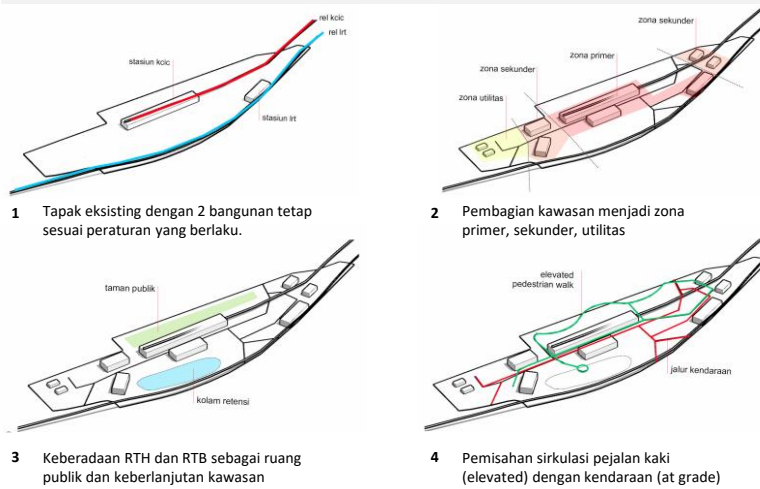 rel kcic
rel lrt
stasiun kcic
stasiun lrt
1 Tapak eksisting dengan 2 bangunan tetap
sesuai peraturan yang berlaku.
zona sekunder
zona primer
zona sekunder
zona utilitas
2 Pembagian kawasan menjadi zona
primer, sekunder, utilitas
taman publik
kolam retensi
3 Keberadaan RTH dan RTB sebagai ruang
publik dan keberlanjutan kawasan
elevated
pedestrian walk
jalur kendaraan
4 Pemisahan sirkulasi pejalan kaki
(elevated) dengan kendaraan (at grade)